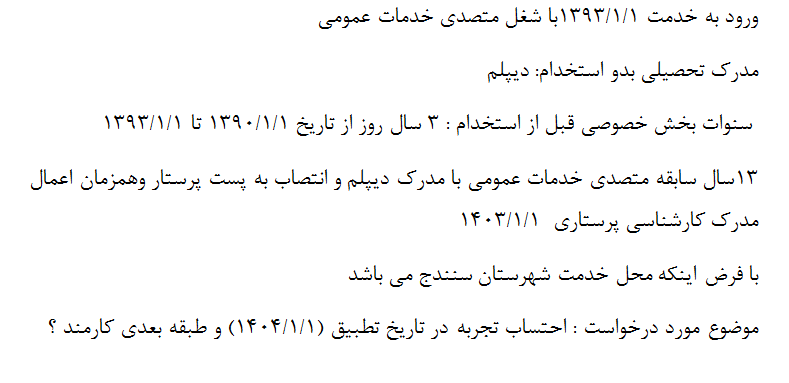 ورود به خدمت ۱۳۹۳/۱/۱با شغل متصدی خدمات عمومی
مدرک تحصیلی بدو استخدام: دیپلم
سنوات بخش خصوصی قبل از استخدام : ۳ سال روز از تاریخ ۱۳۹۰/۱/۱ تا ۱۳۹۳/۱/۱
۱۳سال سابقه متصدی خدمات عمومی با مدرک دیپلم و انتصاب به پست پرستار وهمزمان اعمال
مدرک کارشناسی پرستاری ۱۴۰۳/۱/۱
با فرض اینکه محل خدمت شهرستان سنندج می باشد
موضوع مورد درخواست : احتساب تجربه در تاریخ تطبیق (۱۴۰۴/۱/۱) و طبقه بعدی کارمند ؟